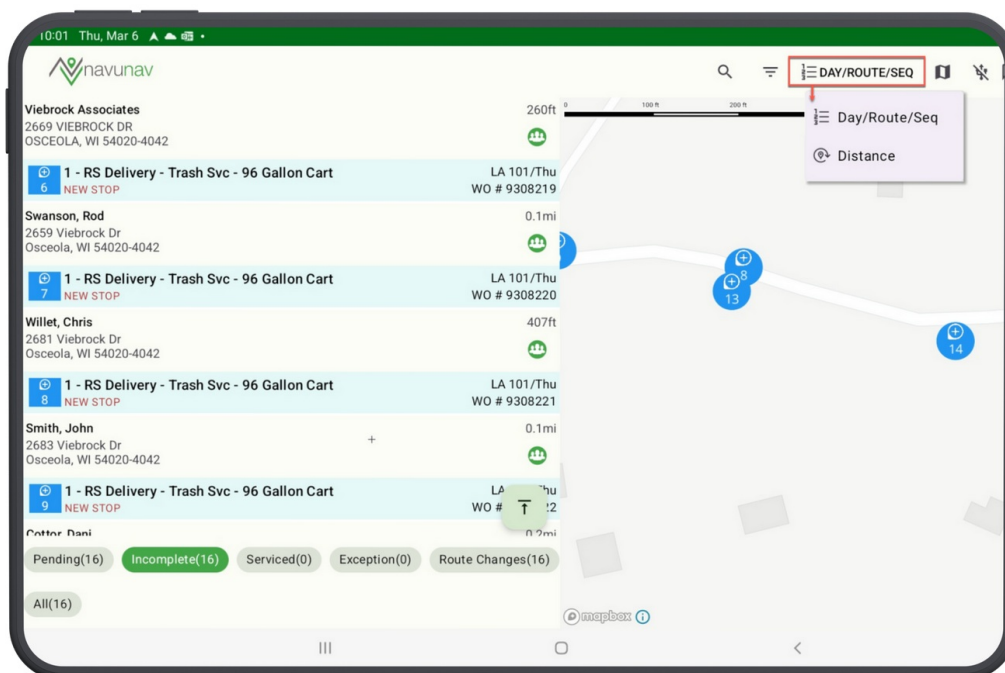 10:01 Thu, Mar 6
navunav
DAY/ROUTE/SEQ
Day/Route/Seq
Distance
Viebrock Associates
260ft
2669 VIEBROCK DR
OSCEOLA, WI 54020-4042
1 - RS Delivery - Trash Svc - 96 Gallon Cart
LA 101/Thu
6
NEW STOP
WO # 9308219
Swanson, Rod
0.1mi
2659 Viebrock Dr
Osceola, WI 54020-4042
1 - RS Delivery - Trash Svc - 96 Gallon Cart
LA 101/Thu
7
NEW STOP
WO # 9308220
Willet, Chris
407ft
2681 Viebrock Dr
Osceola, WI 54020-4042
1 - RS Delivery - Trash Svc - 96 Gallon Cart
LA 101/Thu
8
NEW STOP
WO # 9308221
Smith, John
0.1mi
2683 Viebrock Dr
Osceola, WI 54020-4042
1 - RS Delivery - Trash Svc - 96 Gallon Cart
9
NEW STOP
WO #
Cottor, Dani
0.2mi
Pending(16)
Incomplete(16)
Serviced(0)
Exception(0)
Route Changes(16)
All(16)
0
100 ft
200 ft
8
13
14
mapbox